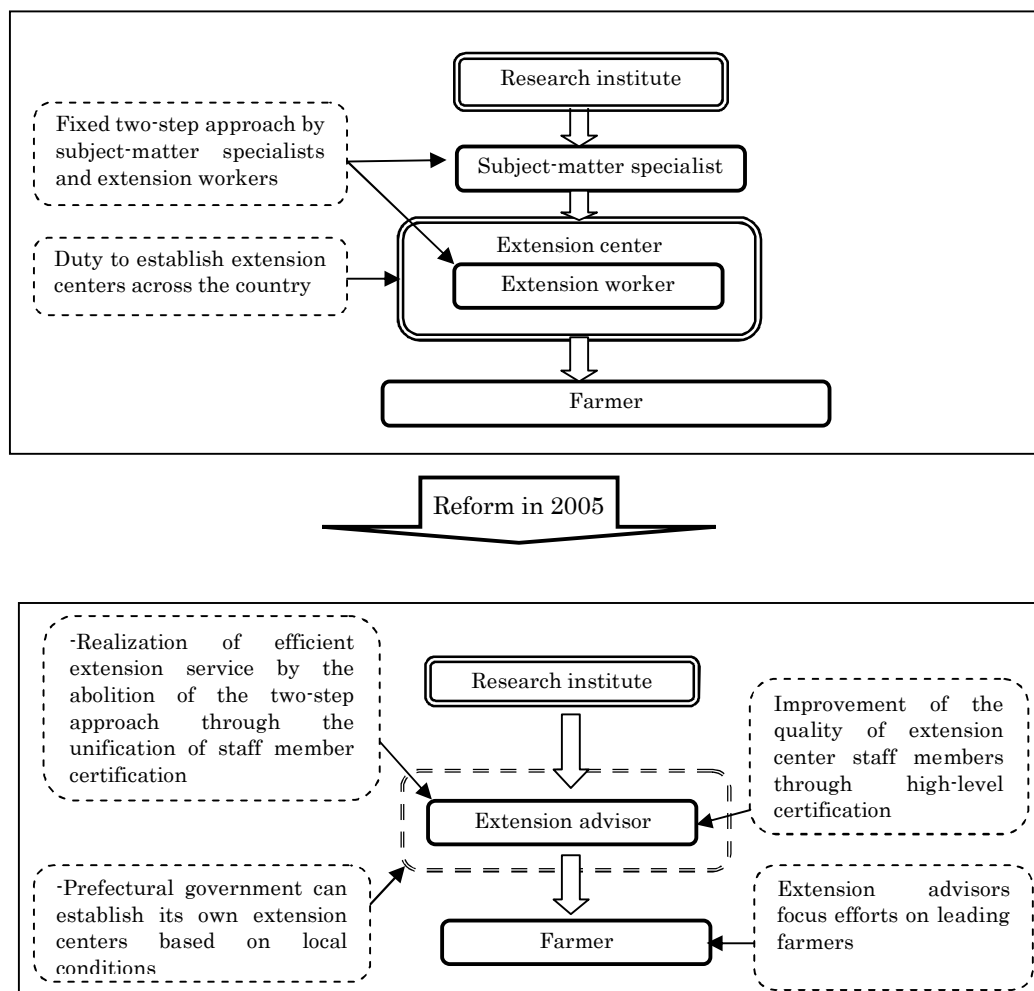 Research institute
Fixed two-step approach by
subject-matter specialists
and extension workers
Subject-matter specialist
Extension center
Duty to establish extension
centers across the country
Extension worker
Farmer
Reform in 2005
-Realization of efficient
extension service by the
abolition of the two-step
approach through the
unification of staff member
certification
Research institute
Improvement of the
quality of extension
center staff members
through high-level
certification
Extension advisor
-Prefectural government can
establish its own extension
centers based on local
conditions
Farmer
Extension advisors
focus efforts on leading
farmers